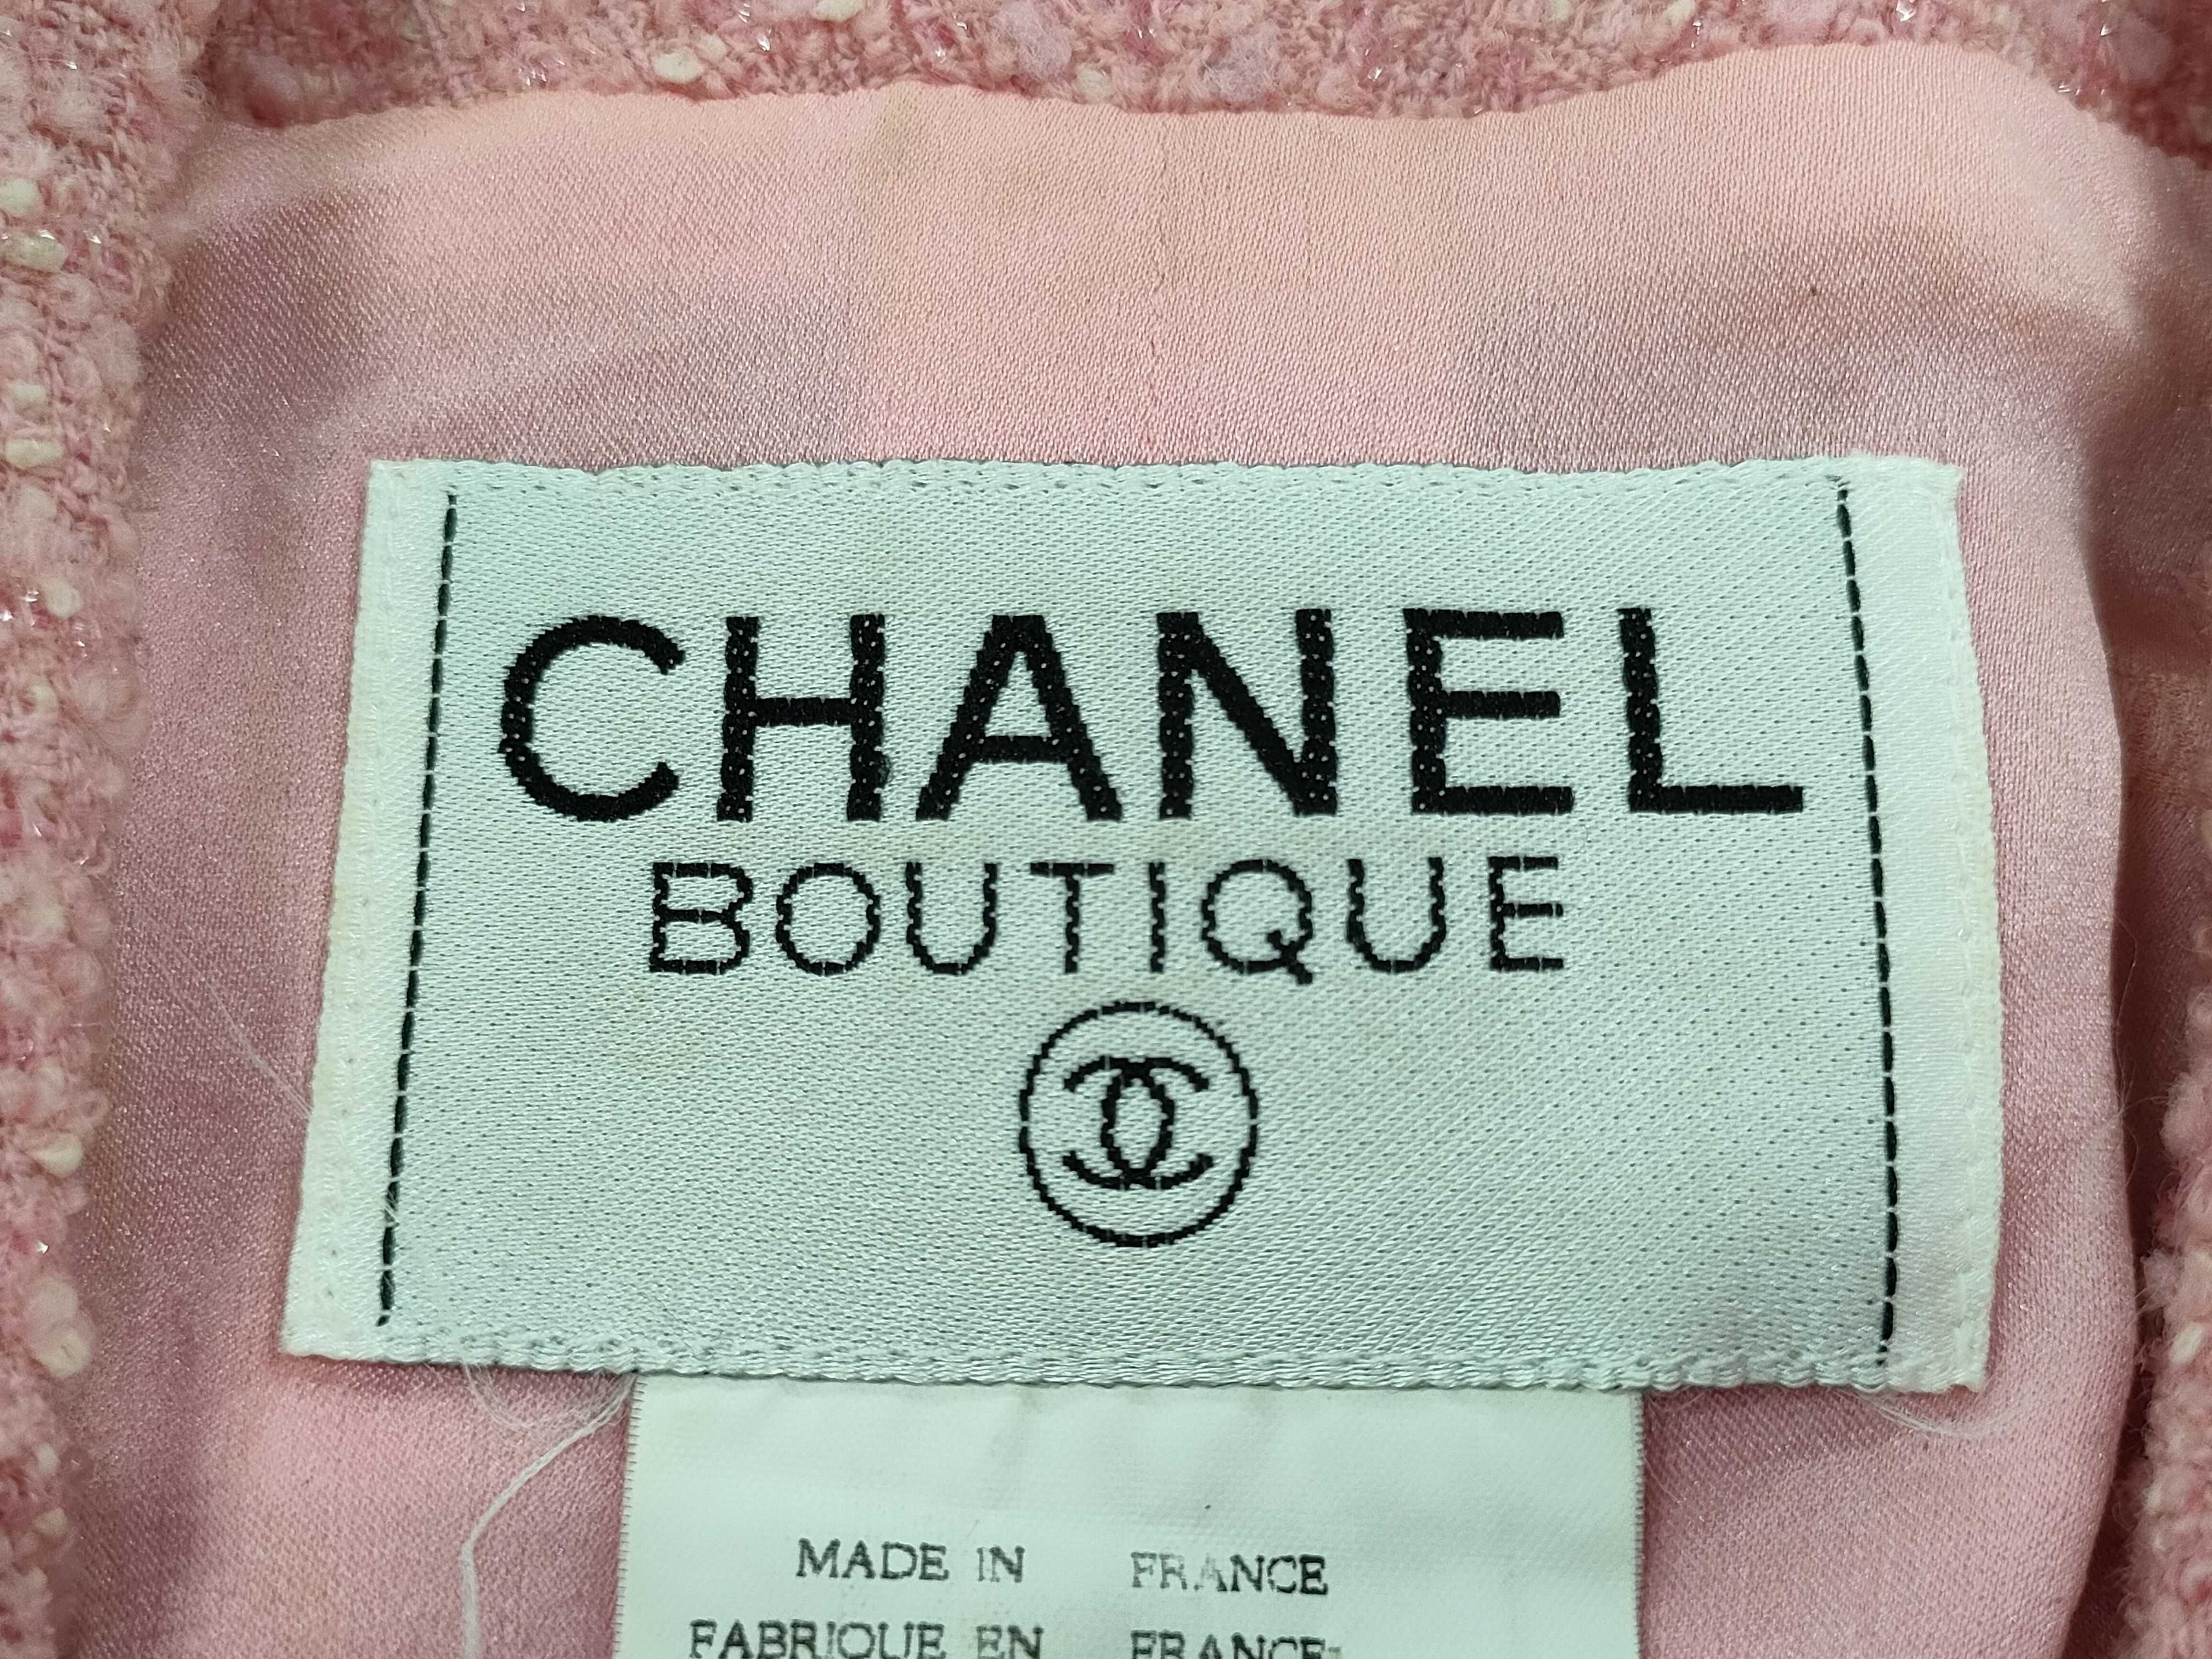 CHANEL
BOUTIQUE
MADE IN FRANCE
FABRIQUE EN FRANCE